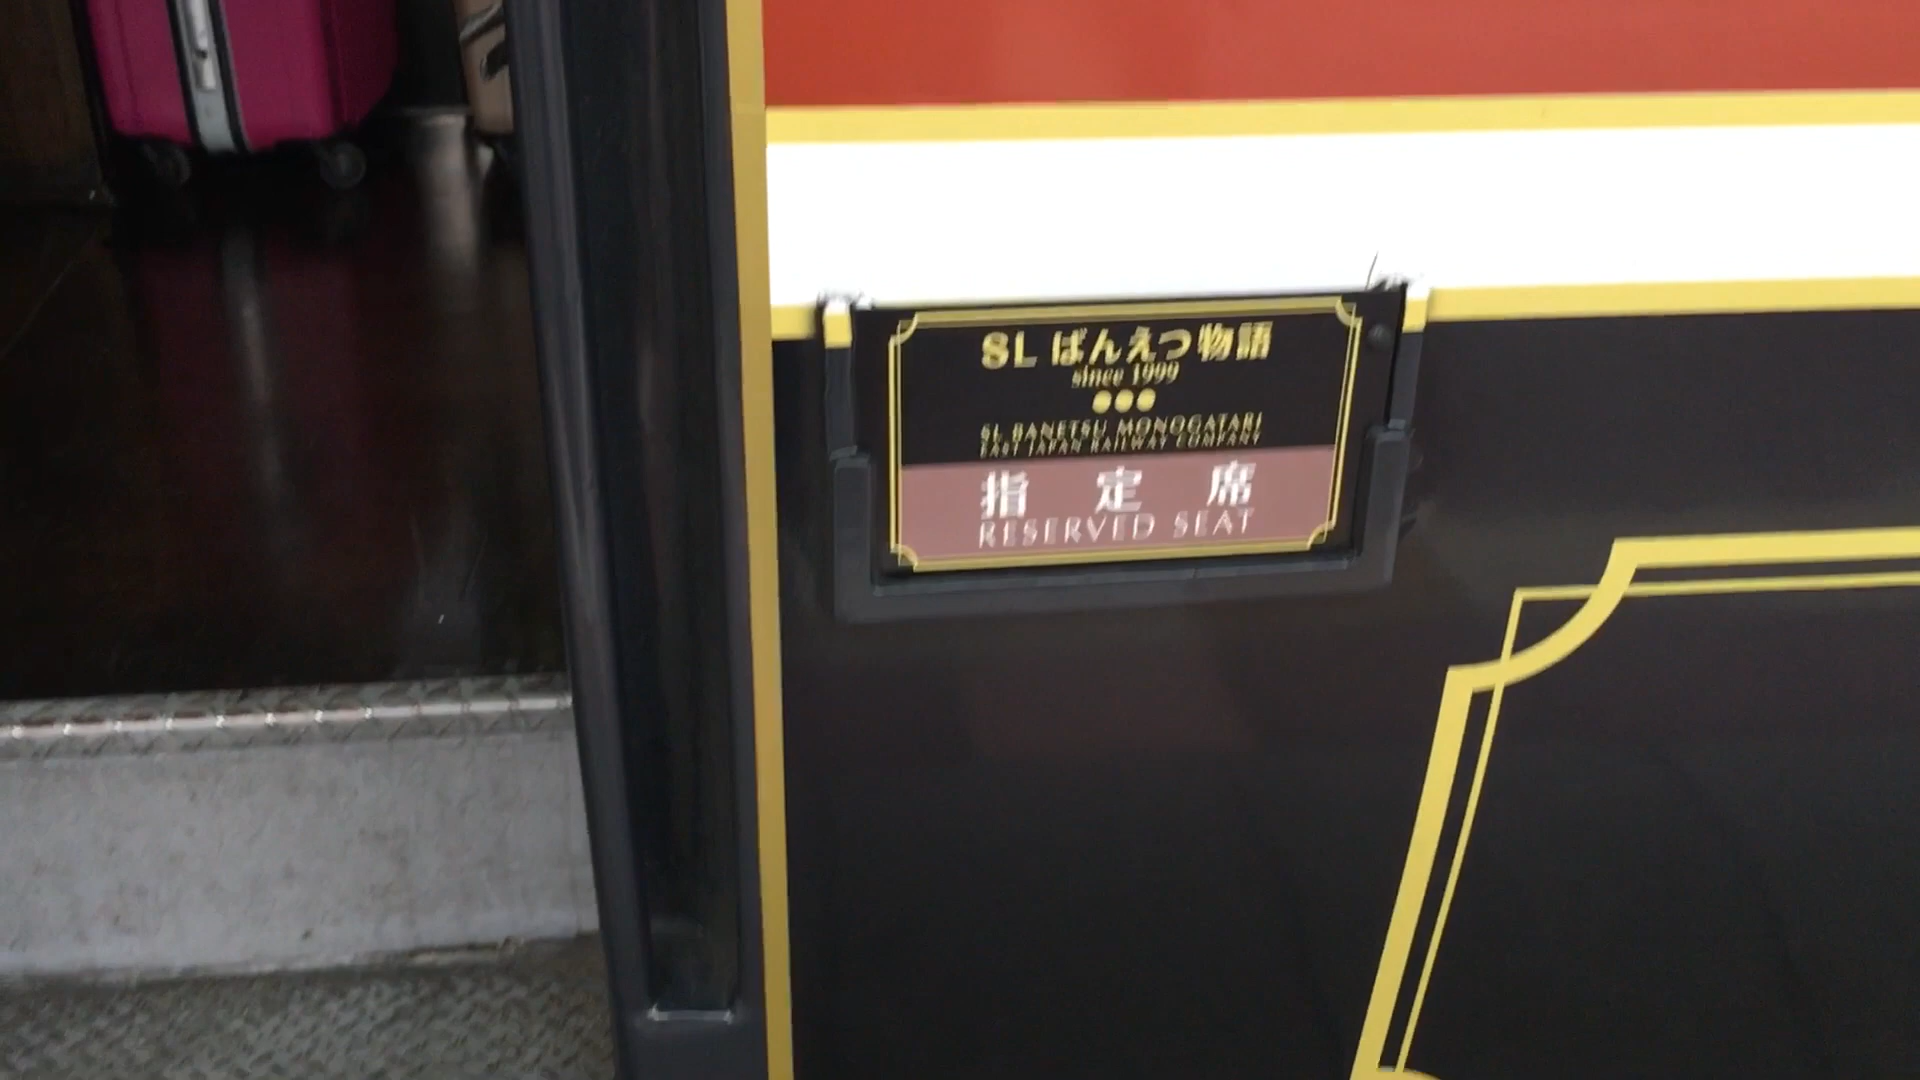 SL ばんえつ物語
since 1999
SL BANETSU MONOGATARI
EAST JAPAN RAILWAY COMPANY
指 定 席
RESERVED SEAT